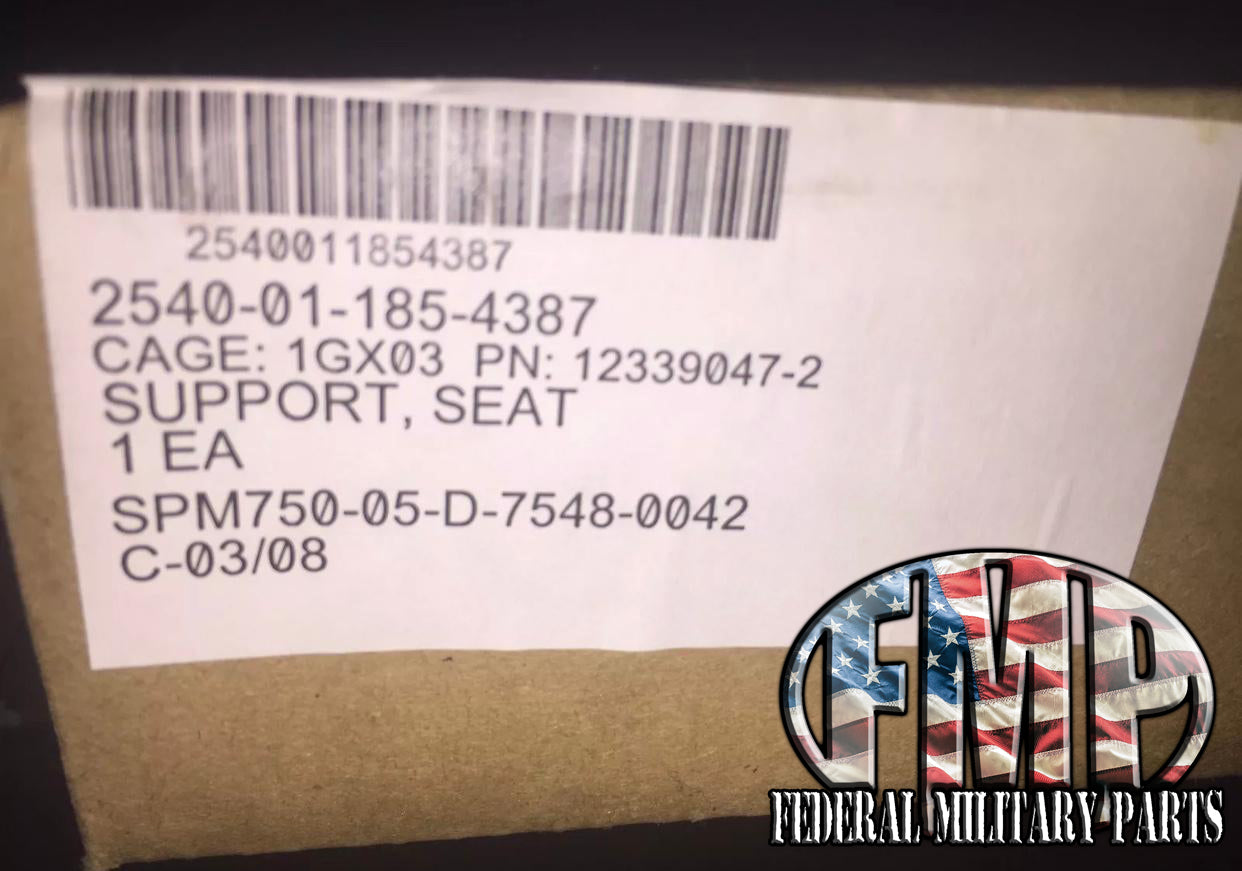 2540011854387
2540-01-185-4387
CAGE: 1GX03 PN: 12339047-2
SUPPORT, SEAT
1 EA
SPM750-05-D-7548-0042
C-03/08
FMP
FEDERAL MILITARY PARTS